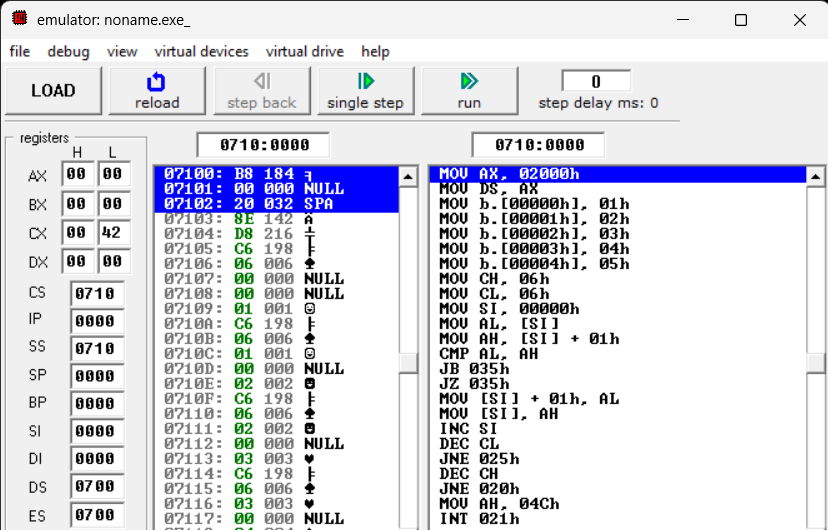 emulator: noname.exe_
file debug view virtual devices virtual drive help
LOAD reload step back single step run 0
step delay ms: 0
registers
H L
AX 00 00
BX 00 00
CX 00 42
DX 00 00
CS 0710
IP 0000
SS 0710
SP 0000
BP 0000
SI 0000
DI 0000
DS 0700
ES 0700
0710:0000
07100: B8 184 ╕
07101: 00 000 NULL
07102: 20 032 SPA
07103: 8E 142 Ä
07104: D8 216 ╪
07105: C6 198 ╞
07106: 06 006 ♠
07107: 00 000 NULL
07108: 00 000 NULL
07109: 01 001 ☺
0710A: C6 198 ╞
0710B: 06 006 ♠
0710C: 01 001 ☺
0710D: 00 000 NULL
0710E: 02 002 ☻
0710F: C6 198 ╞
07110: 06 006 ♠
07111: 02 002 ☻
07112: 00 000 NULL
07113: 03 003 ♥
07114: C6 198 ╞
07115: 06 006 ♠
07116: 03 003 ♥
07117: 00 000 NULL
0710:0000
MOV AX, 02000h
MOV DS, AX
MOV b.[00000h], 01h
MOV b.[00001h], 02h
MOV b.[00002h], 03h
MOV b.[00003h], 04h
MOV b.[00004h], 05h
MOV CH, 06h
MOV CL, 06h
MOV SI, 00000h
MOV AL, [SI]
MOV AH, [SI] + 01h
CMP AL, AH
JB 035h
JZ 035h
MOV [SI] + 01h, AL
MOV [SI], AH
INC SI
DEC CL
JNE 025h
DEC CH
JNE 020h
MOV AH, 04Ch
INT 021h